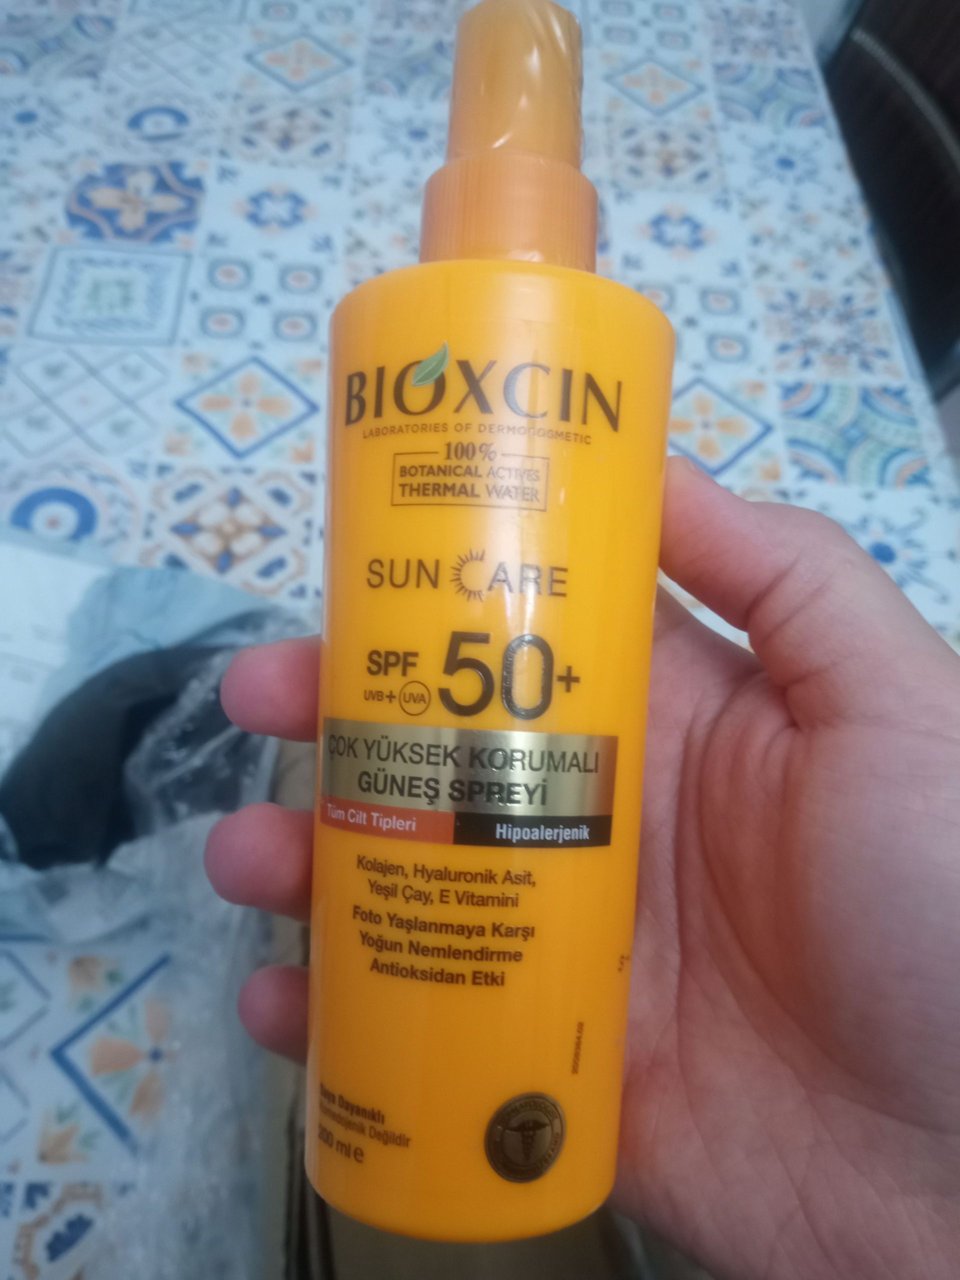 BIOXCIN
LABORATORIES OF DERMOCOSMETIC
100%
BOTANICAL ACTIVES
THERMAL WATER
SUN CARE
SPF 50+
UVB+ UVA
ÇOK YÜKSEK KORUMALI
GÜNEŞ SPREYİ
Tüm Cilt Tipleri
Hipoalerjenik
Kolajen, Hyaluronik Asit,
Yeşil Çay, E Vitamini
Foto Yaşlanmaya Karşı
Yoğun Nemlendirme
Antioksidan Etki
Dayanıklı
Değildir
200 ml e